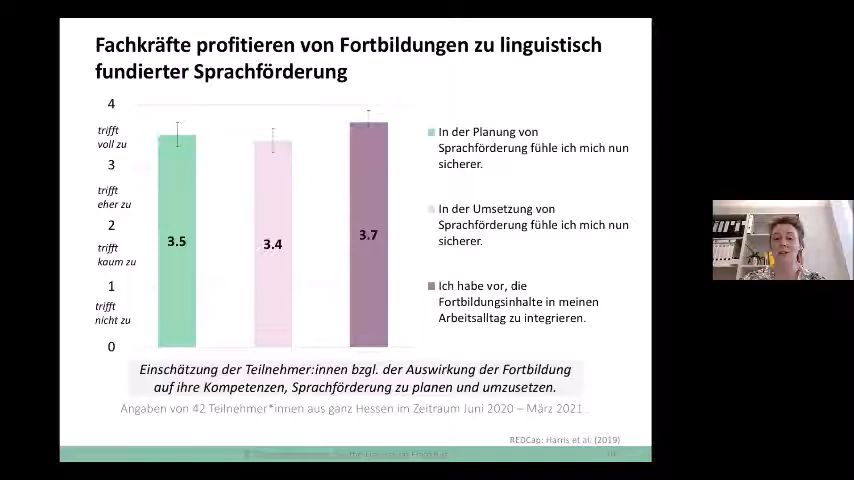 Fachkräfte profitieren von Fortbildungen zu linguistisch
fundierter Sprachförderung
4
trifft
voll zu
3
trifft
eher zu
2
trifft
kaum zu
1
trifft
nicht zu
0
3.5
3.4
3.7
In der Planung von
Sprachförderung fühle ich mich nun
sicherer.
In der Umsetzung von
Sprachförderung fühle ich mich nun
sicherer.
Ich habe vor, die
Fortbildungsinhalte in meinen
Arbeitsalltag zu integrieren.
Einschätzung der Teilnehmer:innen bzgl. der Auswirkung der Fortbildung
auf ihre Kompetenzen, Sprachförderung zu planen und umzusetzen.
Angaben von 42 Teilnehmer*innen aus ganz Hessen im Zeitraum Juni 2020 – März 2021.
REDCap: Harris et al. (2019)